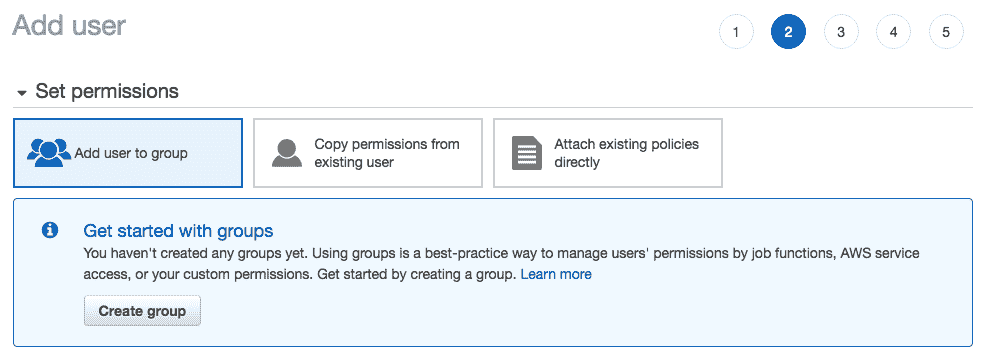 Add user
1 2 3 4 5
Set permissions
Add user to group
Copy permissions from
existing user
Attach existing policies
directly
Get started with groups
You haven't created any groups yet. Using groups is a best-practice way to manage users' permissions by job functions, AWS service
access, or your custom permissions. Get started by creating a group. Learn more
Create group